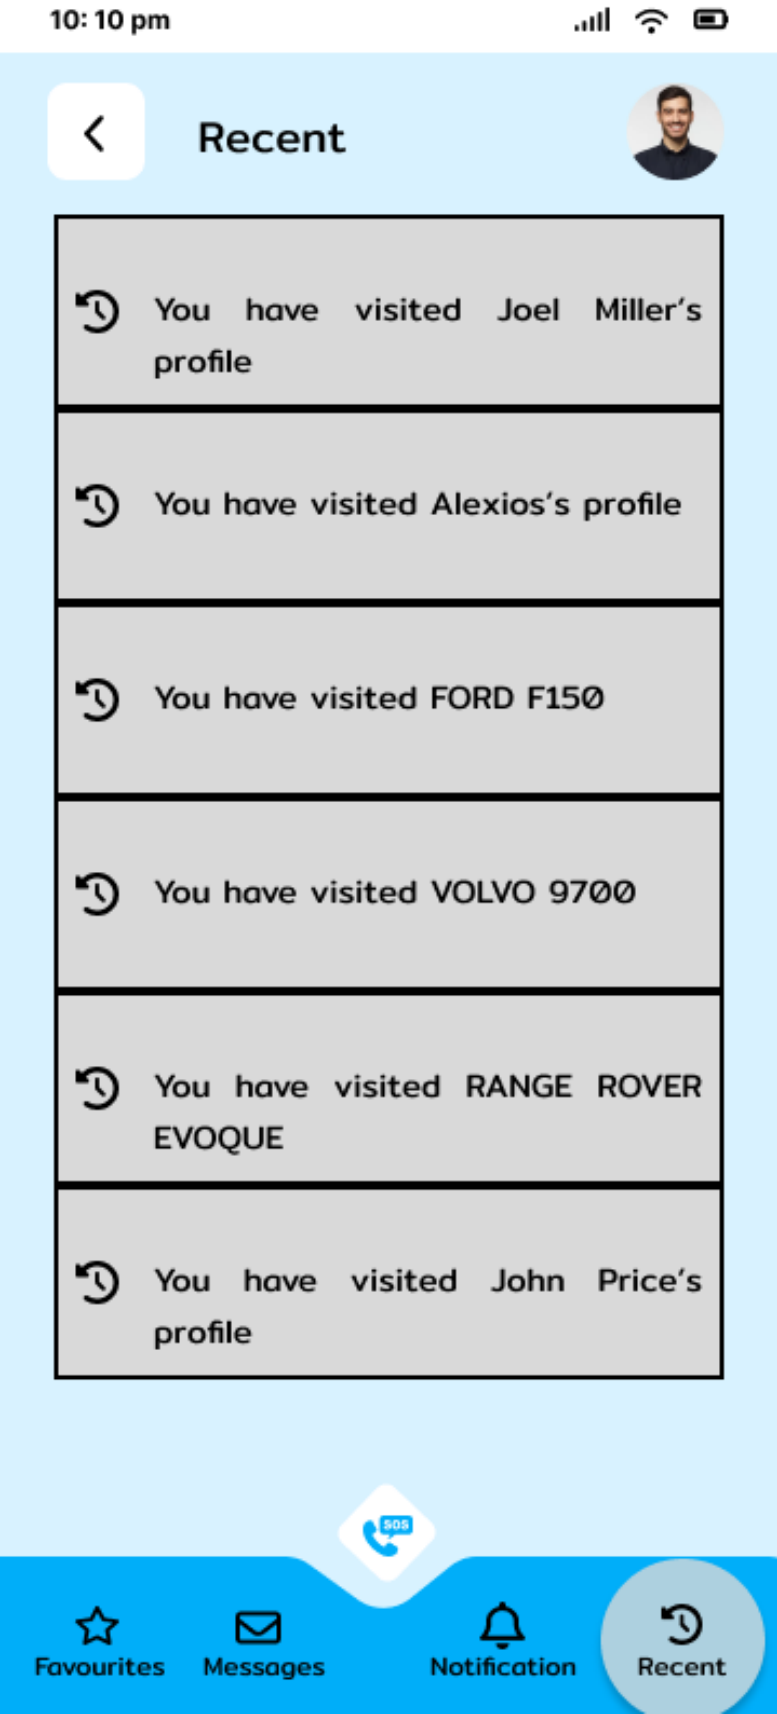 10: 10 pm
Recent
You have visited Joel Miller's
profile
You have visited Alexios's profile
You have visited FORD F150
You have visited VOLVO 9700
You have visited RANGE ROVER
EVOQUE
You have visited John Price's
profile
SOS
Favourites Messages Notification Recent